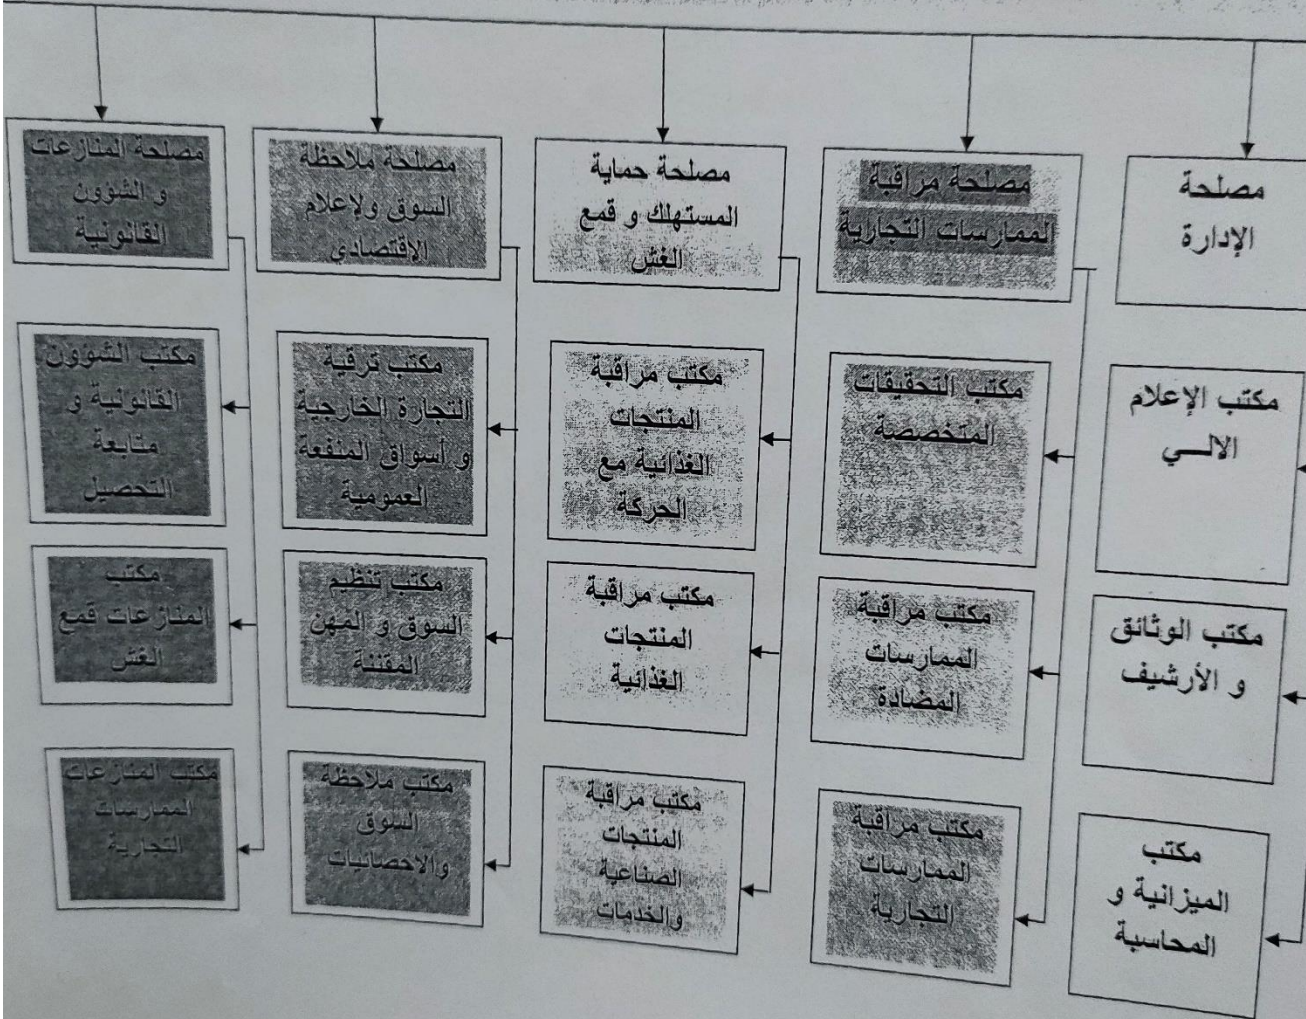 مصلحة
الإدارة
مكتب الإعلام
الالـــي
مكتب الوثائق
و الأرشيف
مكتب
الميزانية و
المحاسبة
مصلحة مراقبة
الممارسات التجارية
مكتب التحقيقات
المتخصصة
مكتب مراقبة
الممارسات
المضادة
مكتب مراقبة
الممارسات
التجارية
مصلحة حماية
المستهلك و قمع
الغش
مكتب مراقبة
المنتجات
الغذائية مع
الحركة
مكتب مراقبة
المنتجات
الغذائية
مكتب مراقبة
المنتجات
الصناعية
والخدمات
مصلحة ملاحظة
السوق ولإعلام
الاقتصادي
مكتب ترقية
التجارة الخارجية
و أسواق المنفعة
العمومية
مكتب تنظيم
السوق و المهن
المقننة
مكتب ملاحظة
السوق
والاحصائيات
مصلحة المنازعات
و الشؤون
القانونية
مكتب الشؤون
القانونية و
متابعة
التحصيل
مكتب
المنازعات قمع
الغش
مكتب المنازعات
الممارسات
التجارية